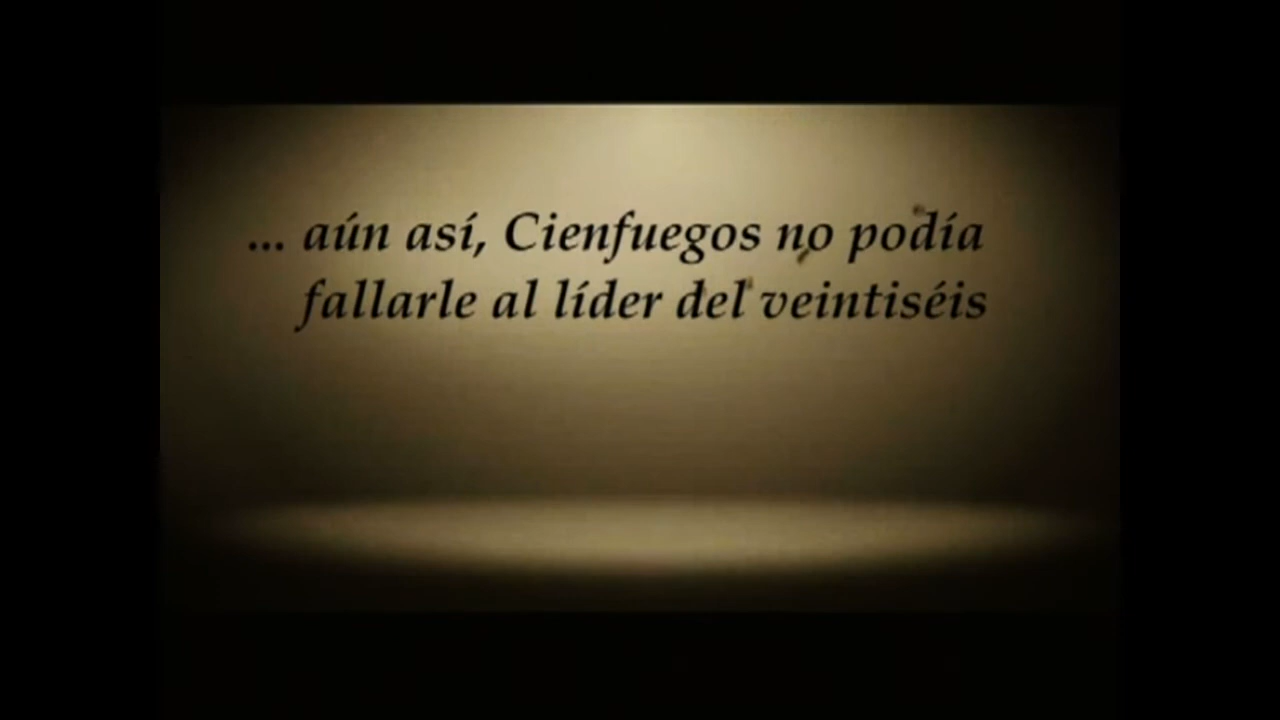 ... aún así, Cienfuegos no podía
fallarle al líder del veintiséis